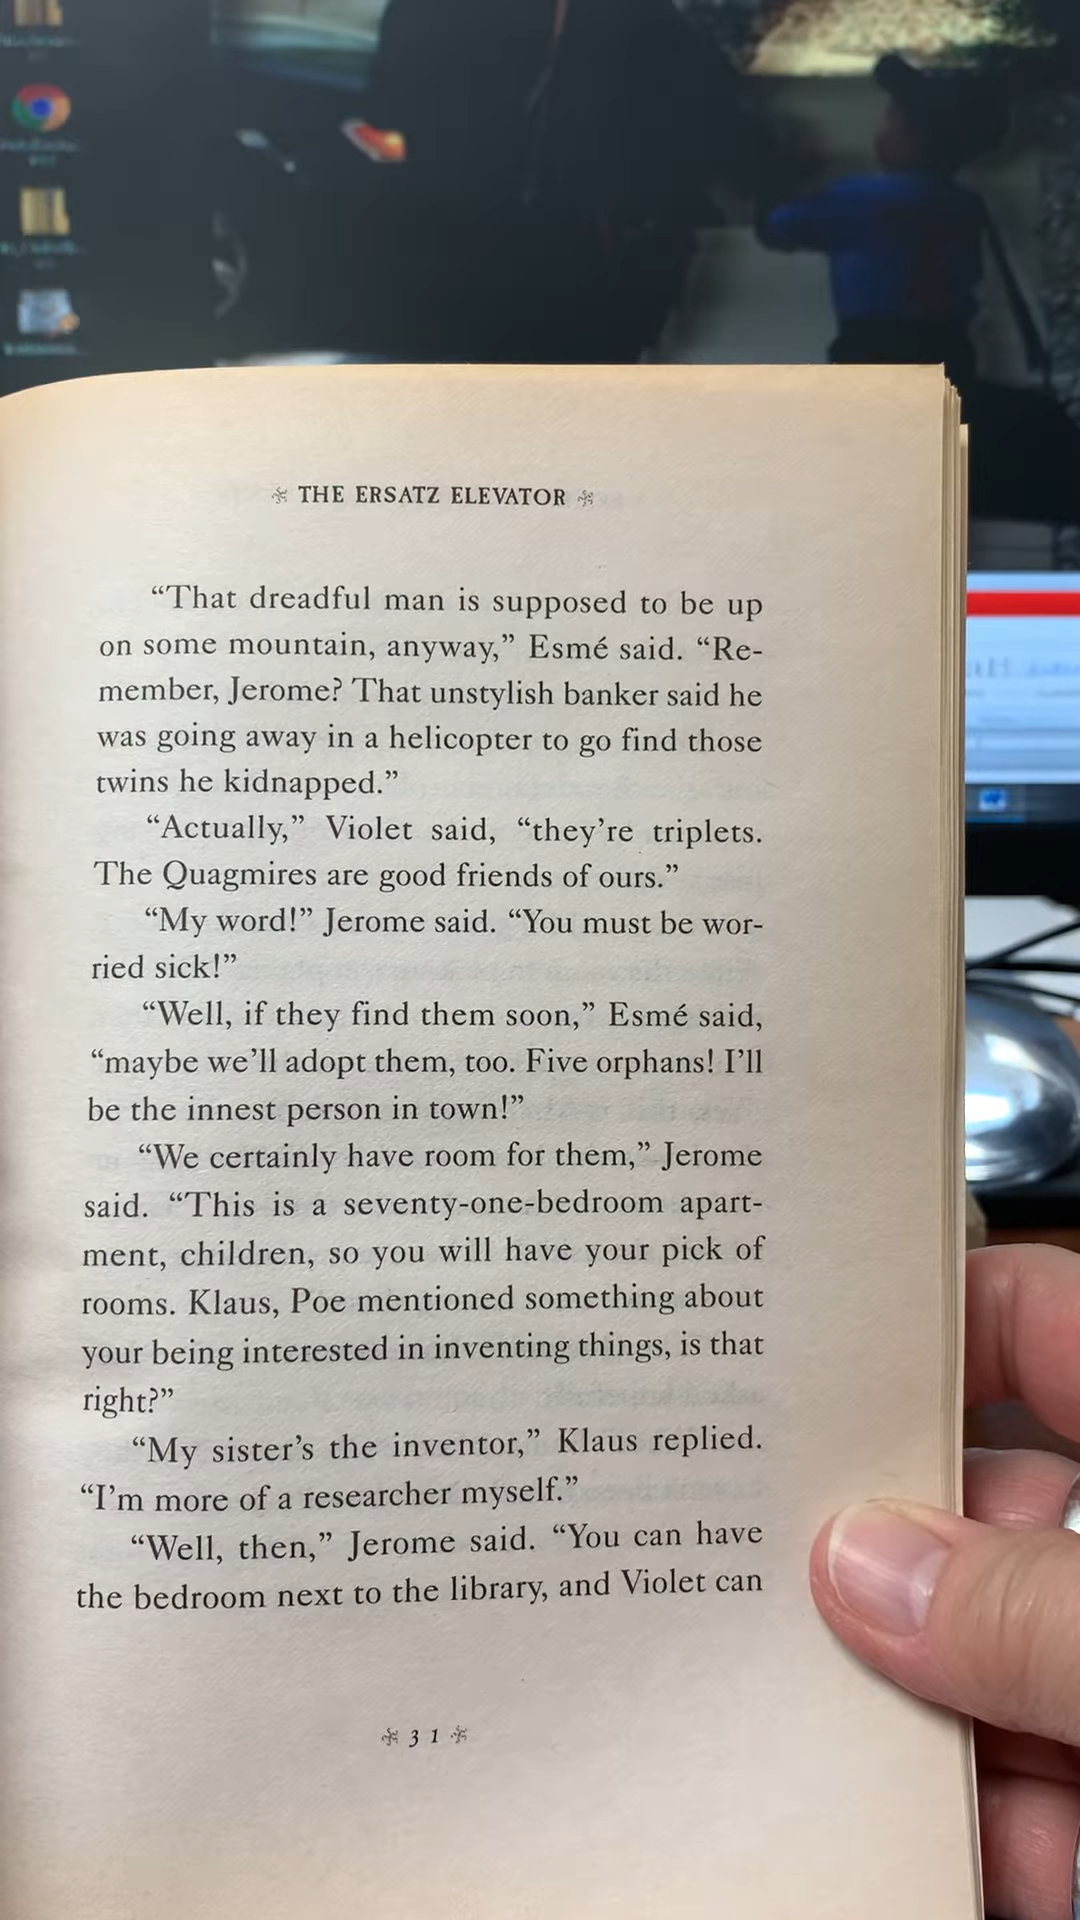 THE ERSATZ ELEVATOR
“That dreadful man is supposed to be up
on some mountain, anyway,” Esmé said. “Re-
member, Jerome? That unstylish banker said he
was going away in a helicopter to go find those
twins he kidnapped.”
“Actually,” Violet said, “they’re triplets.
The Quagmires are good friends of ours.”
“My word!” Jerome said. “You must be wor-
ried sick!”
“Well, if they find them soon,” Esmé said,
“maybe we’ll adopt them, too. Five orphans! I’ll
be the innest person in town!”
“We certainly have room for them,” Jerome
said. “This is a seventy-one-bedroom apart-
ment, children, so you will have your pick of
rooms. Klaus, Poe mentioned something about
your being interested in inventing things, is that
right?”
“My sister’s the inventor,” Klaus replied.
“I’m more of a researcher myself.”
“Well, then,” Jerome said. “You can have
the bedroom next to the library, and Violet can
31